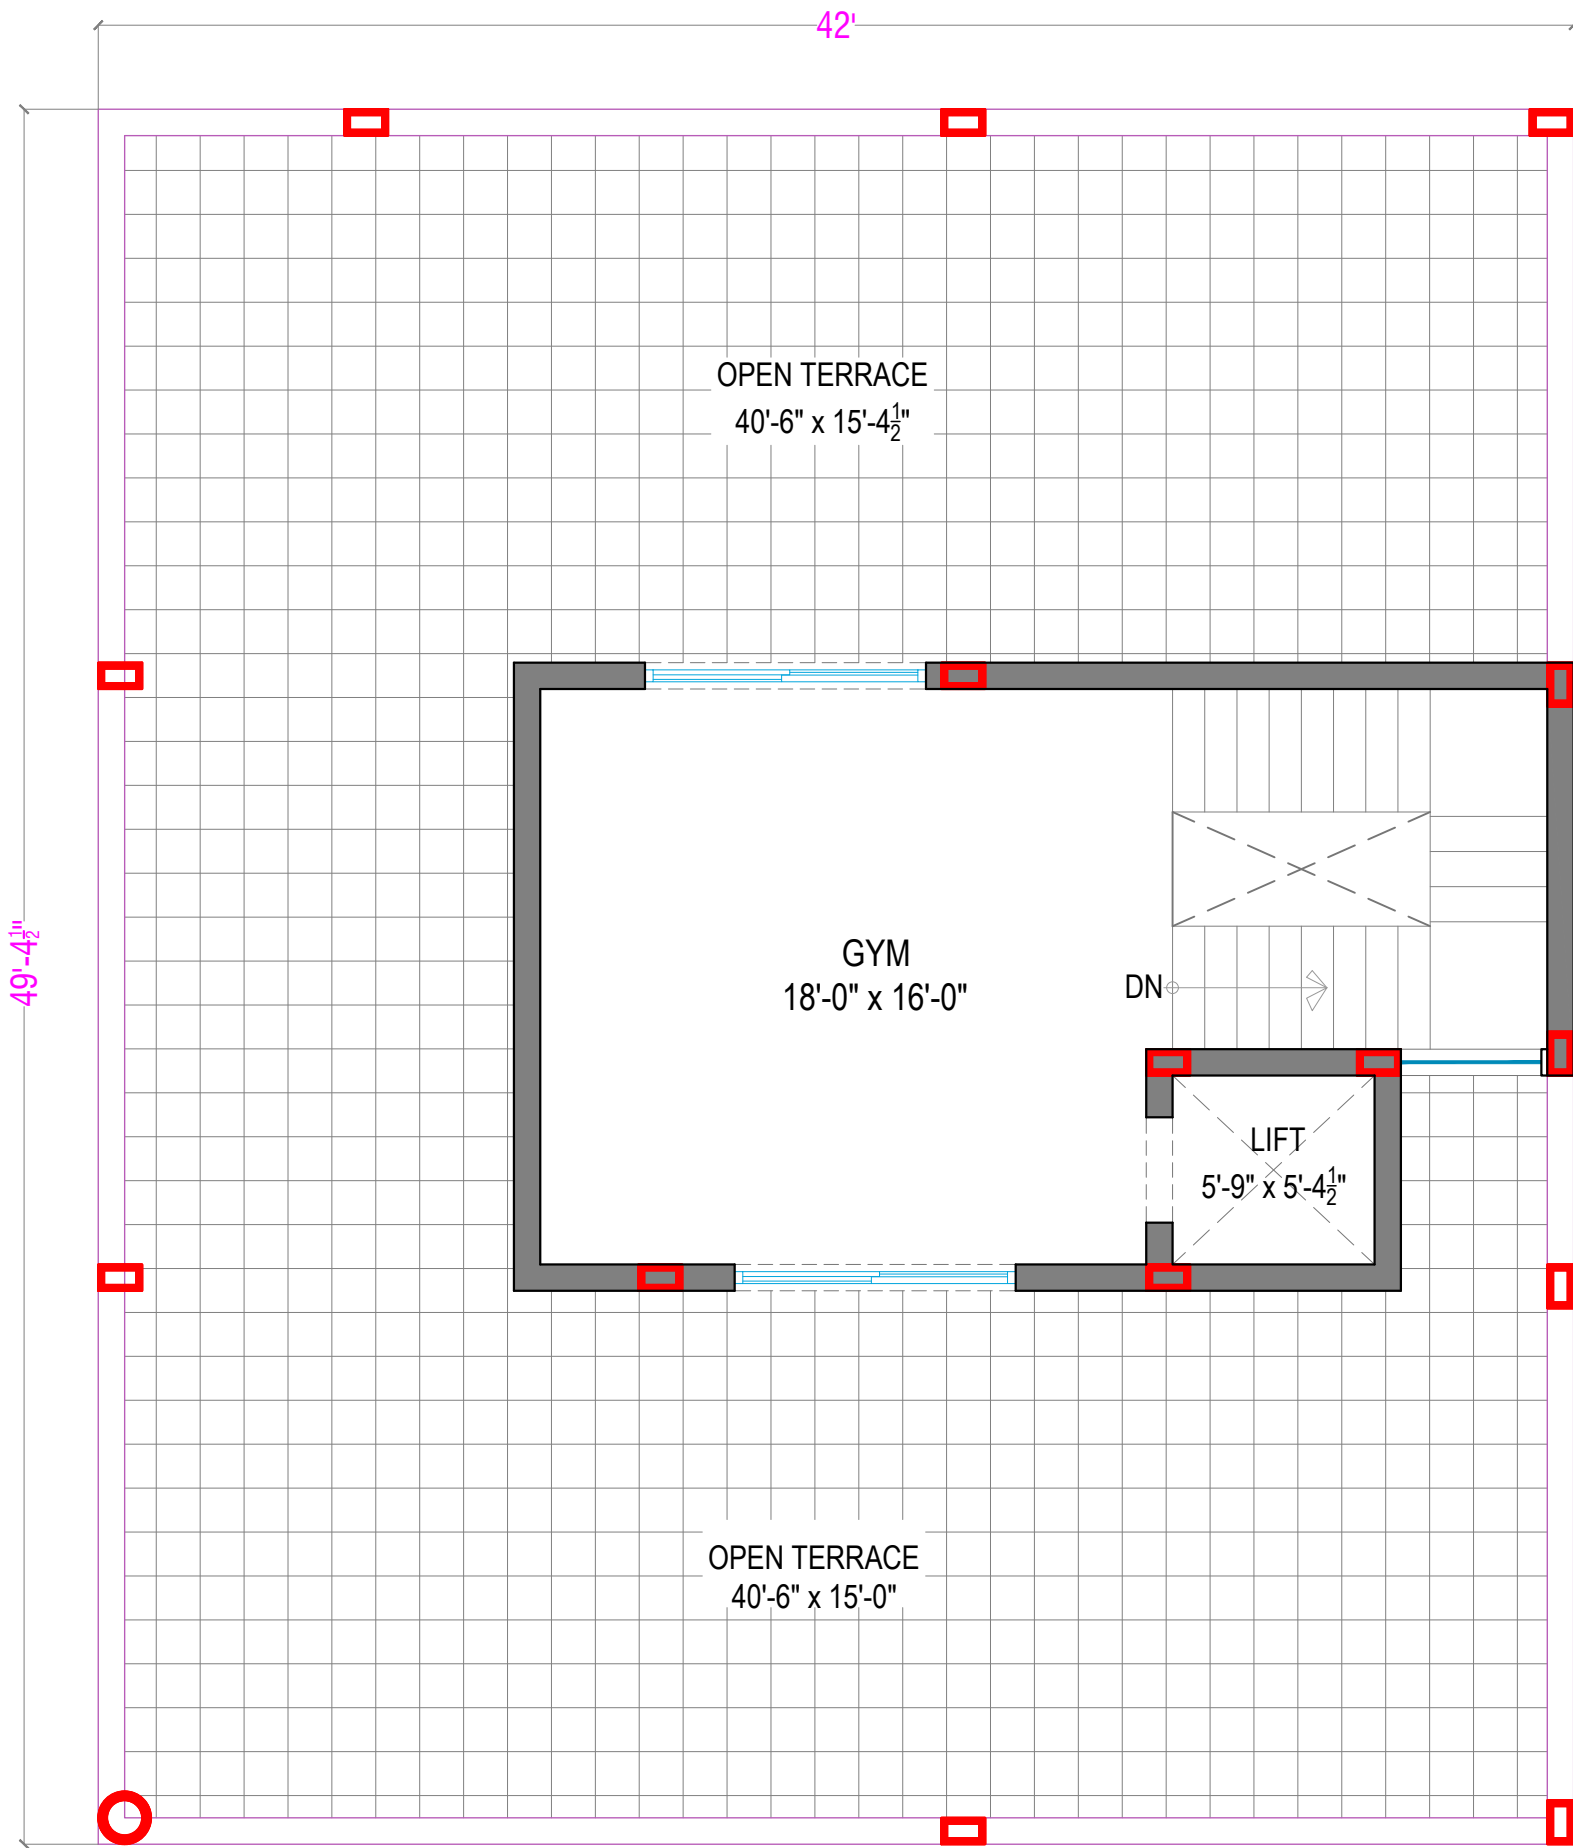 42'
OPEN TERRACE
40'-6" x 15'-4½"
49'-4½"
GYM
18'-0" x 16'-0"
DN
LIFT
5'-9" x 5'-4½"
OPEN TERRACE
40'-6" x 15'-0"